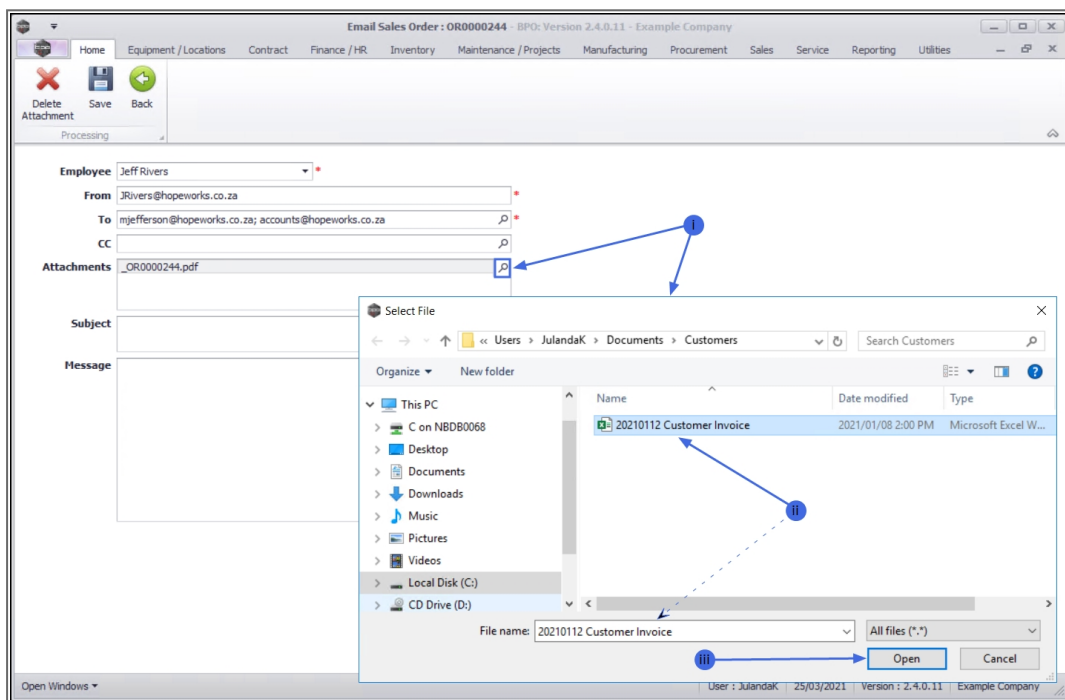 Email Sales Order : OR0000244 - BPO: Version 2.4.0.11 - Example Company
Home Equipment / Locations Contract Finance / HR Inventory Maintenance / Projects Manufacturing Procurement Sales Service Reporting Utilities
Delete Attachment Save Back
Processing
Employee Jeff Rivers *
From JRivers@hopeworks.co.za *
To mjefferson@hopeworks.co.za; accounts@hopeworks.co.za *
CC
i
Attachments _OR0000244.pdf
Subject
Message
Select File
« Users > JulandaK > Documents > Customers Search Customers
Organize New folder
Name Date modified Type
This PC
20210112 Customer Invoice 2021/01/08 2:00 PM Microsoft Excel W...
C on NBDB0068
Desktop
Documents
Downloads
Music
Pictures
Videos
Local Disk (C:)
CD Drive (D:)
ii
File name: 20210112 Customer Invoice All files (*.*)
iii
Open Cancel
Open Windows User : JulandaK 25/03/2021 Version : 2.4.0.11 Example Company